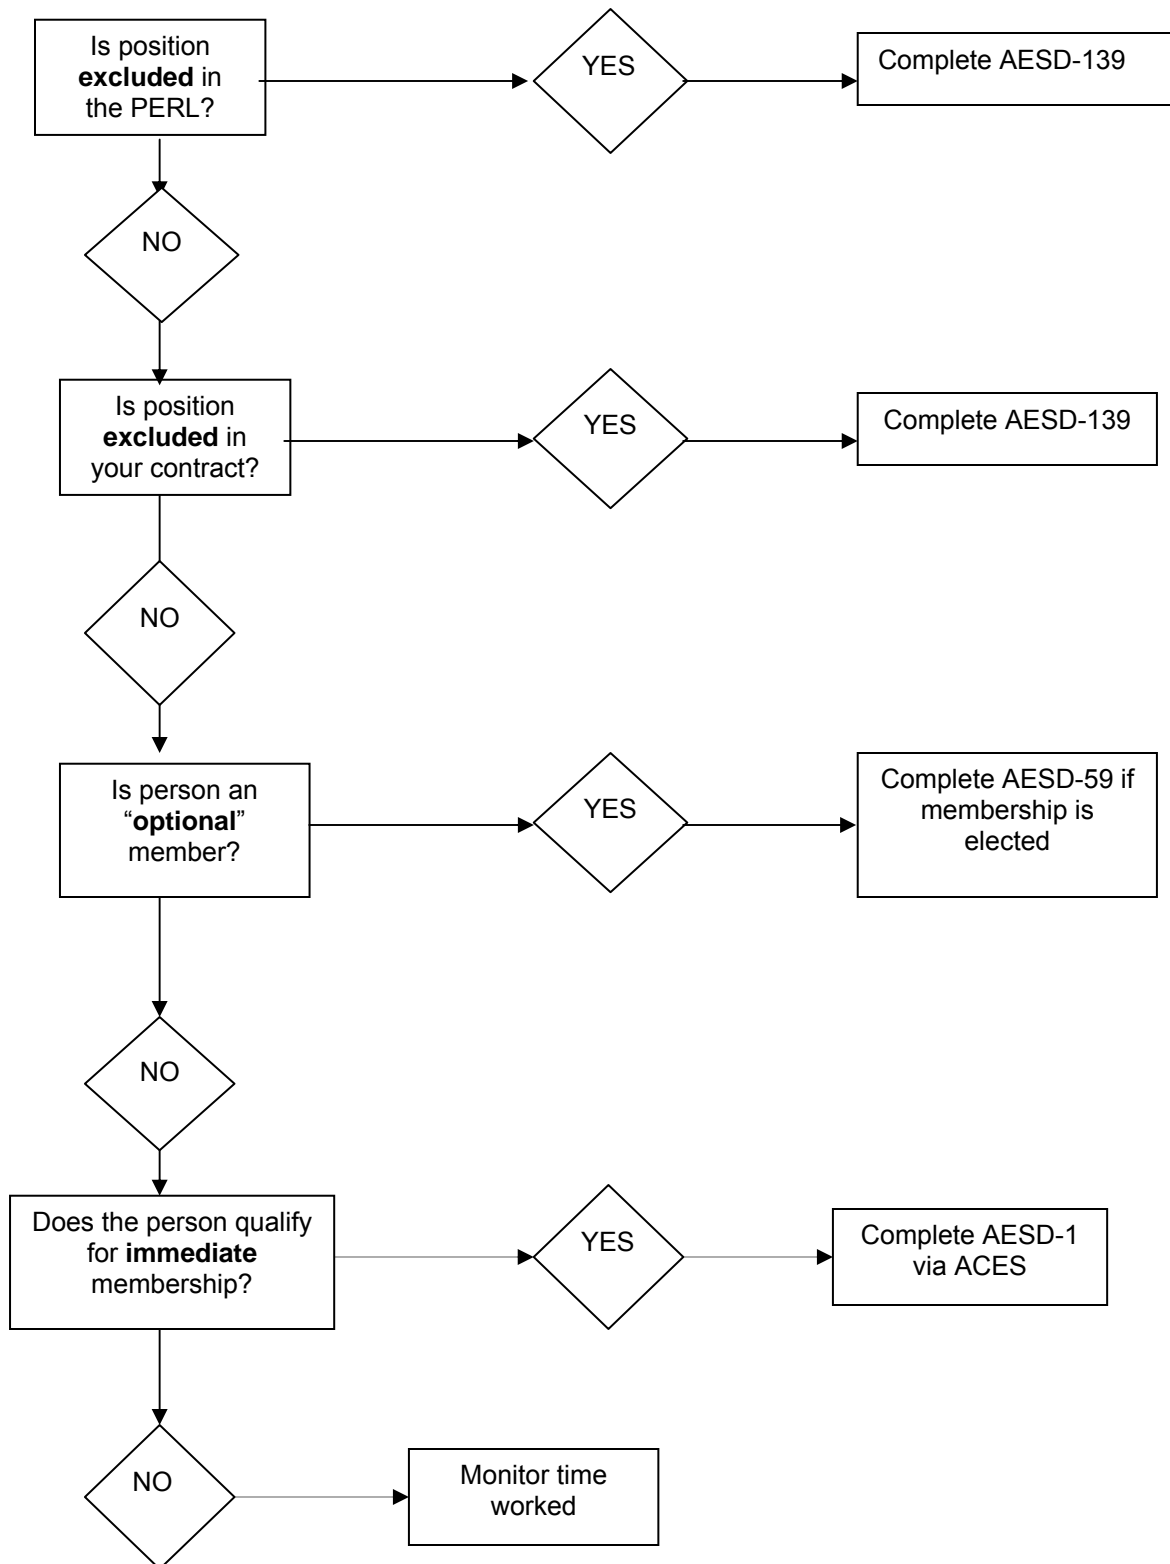 Is position
excluded in
the PERL?
YES
Complete AESD-139
NO
Is position
excluded in
your contract?
YES
Complete AESD-139
NO
Is person an
“optional”
member?
YES
Complete AESD-59 if
membership is
elected
NO
Does the person qualify
for immediate
membership?
YES
Complete AESD-1
via ACES
NO
Monitor time
worked